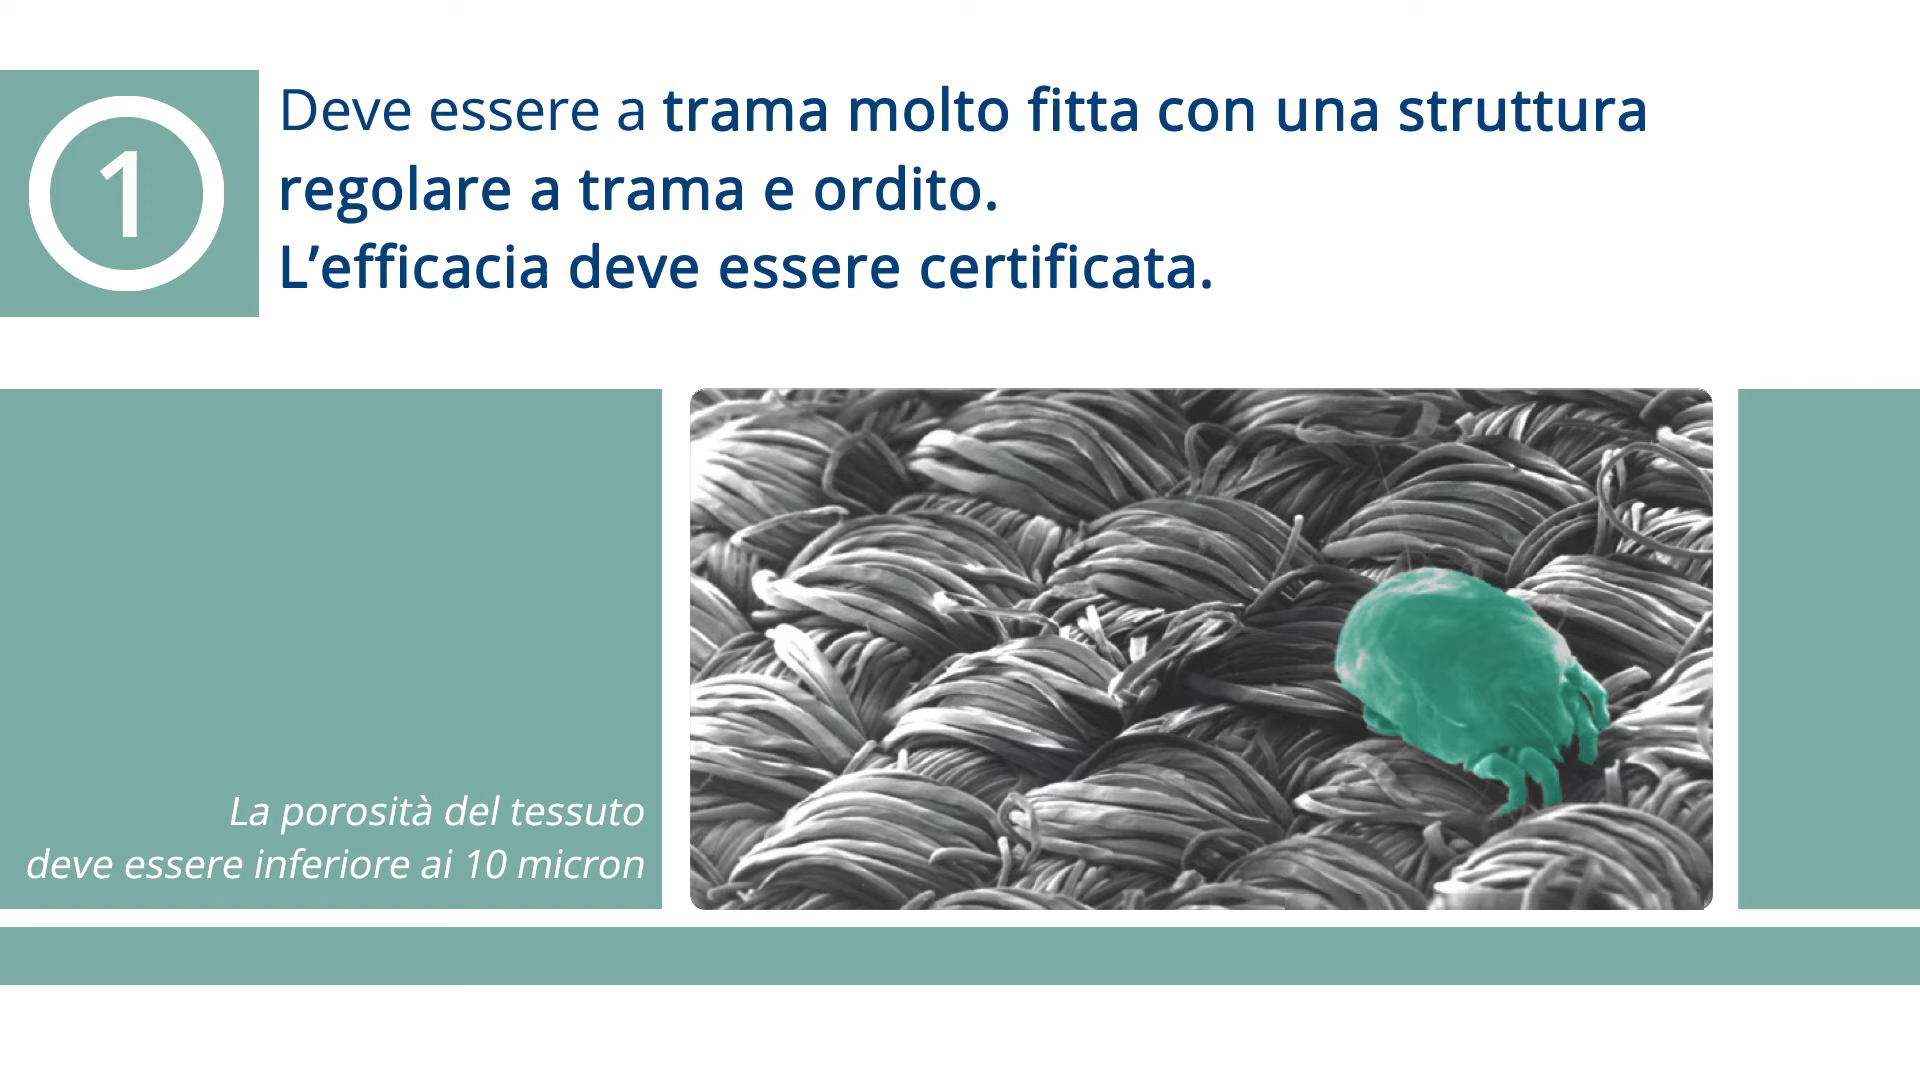 1
Deve essere a trama molto fitta con una struttura
regolare a trama e ordito.
L’efficacia deve essere certificata.
La porosità del tessuto
deve essere inferiore ai 10 micron